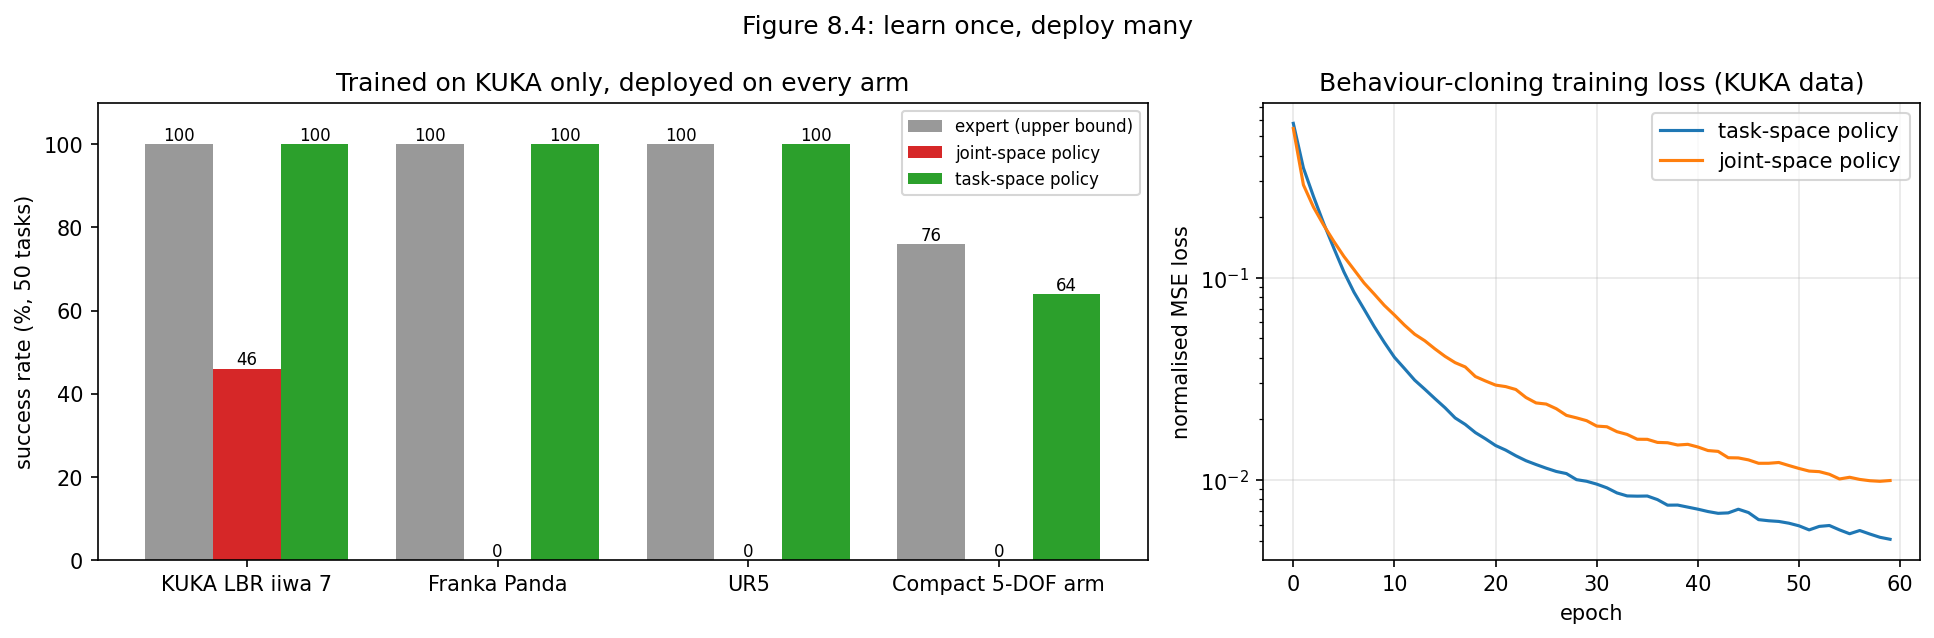 Figure 8.4: learn once, deploy many
Trained on KUKA only, deployed on every arm
success rate (%, 50 tasks)
100
80
60
40
20
0
100
46
100
100
0
100
100
0
100
76
0
64
expert (upper bound)
joint-space policy
task-space policy
KUKA LBR iiwa 7
Franka Panda
UR5
Compact 5-DOF arm
Behaviour-cloning training loss (KUKA data)
normalised MSE loss
10⁻¹
10⁻²
task-space policy
joint-space policy
0
10
20
30
40
50
60
epoch